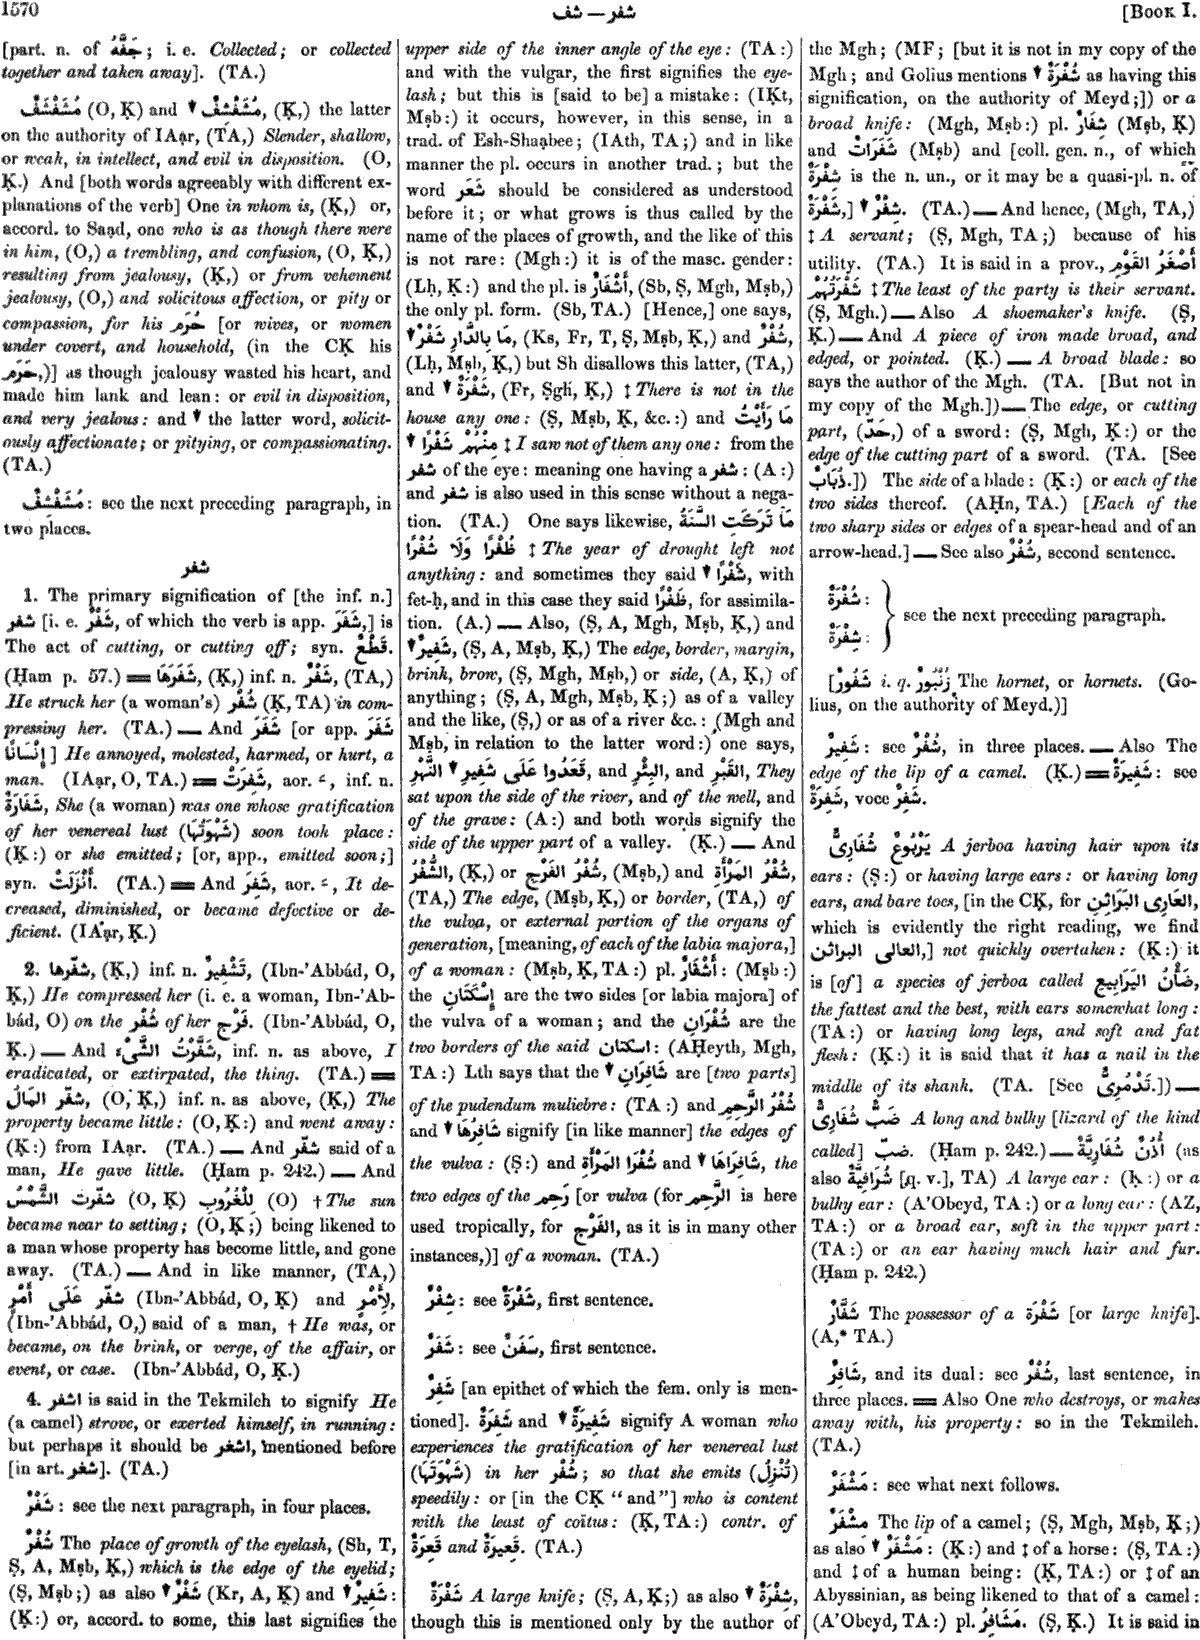 1570
شفر — شف
[BOOK I.
[part. n. of جَفَّهُ; i. e. Collected; or collected
together and taken away]. (TA.)
مُشَفْشَفٌ (O, Ḳ) and ↓ مُشَفْشِفٌ, (Ḳ,) the latter
on the authority of IAạr, (TA,) Slender, shallow,
or weak, in intellect, and evil in disposition. (O,
Ḳ.) And [both words agreeably with different ex-
planations of the verb] One in whom is, (Ḳ,) or,
accord. to Saạd, one who is as though there were
in him, (O,) a trembling, and confusion, (O, Ḳ,)
resulting from jealousy, (Ḳ,) or from vehement
jealousy, (O,) and solicitous affection, or pity or
compassion, for his حُرَم [or wives, or women
under covert, and household, (in the CḲ his
حَرَم,)] as though jealousy wasted his heart, and
made him lank and lean: or evil in disposition,
and very jealous: and ↓ the latter word, solicit-
ously affectionate; or pitying, or compassionating.
(TA.)
مُشَفْشِفٌ: see the next preceding paragraph, in
two places.
شفر
1. The primary signification of [the inf. n.]
شفر [i. e. شَفْرٌ, of which the verb is app. شَفَرَ,] is
The act of cutting, or cutting off; syn. قَطْعٌ.
(Ḥam p. 57.) ═ شَفَرَهَا, (Ḳ,) inf. n. شَفْرٌ, (TA,)
He struck her (a woman's) شُفْر (Ḳ, TA) in com-
pressing her. (TA.) — And شَفَرَ [or app. شَفَرَ
إِنْسَانًا] He annoyed, molested, harmed, or hurt, a
man. (IAạr, O, TA.) ═ شَفِرَتْ, aor. ـَ, inf. n.
شَفَارَةٌ, She (a woman) was one whose gratification
of her venereal lust (شَهْوَتُهَا) soon took place:
(Ḳ:) or she emitted; [or, app., emitted soon;]
syn. أَنْزَلَتْ. (TA.) ═ And شَفِرَ, aor. ـَ, It de-
creased, diminished, or became defective or de-
ficient. (IAạr, Ḳ.)
2. شفّرها, (Ḳ,) inf. n. تَشْفِيرٌ, (Ibn-'Abbád, O,
Ḳ,) He compressed her (i. e. a woman, Ibn-'Ab-
bád, O) on the شُفْر of her فَرْج. (Ibn-'Abbád, O,
Ḳ.) — And شَفَّرْتُ الشَّىْءَ, inf. n. as above, I
eradicated, or extirpated, the thing. (TA.) ═
شفّر المَالُ, (O, Ḳ,) inf. n. as above, (Ḳ,) The
property became little: (O, Ḳ:) and went away:
(Ḳ:) from IAạr. (TA.) — And شفّر said of a
man, He gave little. (Ḥam p. 242.) — And
شفّرت الشَّمْسُ (O, Ḳ) لِلْغُرُوبِ (O) † The sun
became near to setting; (O, Ḳ;) being likened to
a man whose property has become little, and gone
away. (TA.) — And in like manner, (TA,)
شفّر عَلَى أَمْرٍ (Ibn-'Abbád, O, Ḳ) and لِأَمْرٍ,
(Ibn-'Abbád, O,) said of a man, † He was, or
became, on the brink, or verge, of the affair, or
event, or case. (Ibn-'Abbád, O, Ḳ.)
4. اشفر is said in the Tekmileh to signify He
(a camel) strove, or exerted himself, in running:
but perhaps it should be اشغر, mentioned before
[in art. شغر]. (TA.)
شَفْرٌ: see the next paragraph, in four places.
شُفْرٌ The place of growth of the eyelash, (Sh, T,
Ṣ, A, Mṣb, Ḳ,) which is the edge of the eyelid;
(Ṣ, Mṣb;) as also ↓ شَفْرٌ (Kr, A, Ḳ) and ↓ شَفِيرٌ:
(Ḳ:) or, accord. to some, this last signifies the
upper side of the inner angle of the eye: (TA:)
and with the vulgar, the first signifies the eye-
lash; but this is [said to be] a mistake: (IḲt,
Mṣb:) it occurs, however, in this sense, in a
trad. of Esh-Shaạbee; (IAth, TA;) and in like
manner the pl. occurs in another trad.; but the
word شَعَر should be considered as understood
before it; or what grows is thus called by the
name of the places of growth, and the like of this
is not rare: (Mgh:) it is of the masc. gender:
(Lḥ, Ḳ:) and the pl. is أَشْفَارٌ, (Sb, Ṣ, Mgh, Mṣb,)
the only pl. form. (Sb, TA.) [Hence,] one says,
مَا بِالدَّارِ شَفْرٌ ↓, (Ks, Fr, T, Ṣ, Mṣb, Ḳ,) and شُفْرٌ,
(Lḥ, Mṣb, Ḳ,) but Sh disallows this latter, (TA,)
and ↓ شَفْرَةٌ, (Fr, Ṣgh, Ḳ,) ‡ There is not in the
house any one: (Ṣ, Mṣb, Ḳ, &c.:) and مَا رَأَيْتُ
مِنْهُمْ شَفْرًا ↓ ‡ I saw not of them any one: from the
شفر of the eye: meaning one having a شفر: (A:)
and شفر is also used in this sense without a nega-
tion. (TA.) One says likewise, مَا تَرَكَتِ السَّنَةُ
ظُفْرًا وَلَا شُفْرًا ‡ The year of drought left not
anything: and sometimes they said ↓ شَفْرًا, with
fet-ḥ, and in this case they said ظَفْرًا, for assimila-
tion. (A.) — Also, (Ṣ, A, Mgh, Mṣb, Ḳ,) and
↓ شَفِيرٌ, (Ṣ, A, Mṣb, Ḳ,) The edge, border, margin,
brink, brow, (Ṣ, Mgh, Mṣb,) or side, (A, Ḳ,) of
anything; (Ṣ, A, Mgh, Mṣb, Ḳ;) as of a valley
and the like, (Ṣ,) or as of a river &c.: (Mgh and
Mṣb, in relation to the latter word:) one says,
قَعَدُوا عَلَى شَفِيرِ ↓ النَّهْرِ, and البِئْرِ, and القَبْرِ, They
sat upon the side of the river, and of the well, and
of the grave: (A:) and both words signify the
side of the upper part of a valley. (Ḳ.) — And
الشُّفْرُ, (Ḳ,) or شُفْرُ الفَرْجِ, (Mṣb,) and شُفْرُ المَرْأَةِ,
(TA,) The edge, (Mṣb, Ḳ,) or border, (TA,) of
the vulva, or external portion of the organs of
generation, [meaning, of each of the labia majora,]
of a woman: (Mṣb, Ḳ, TA:) pl. أَشْفَارٌ: (Mṣb:)
the إِسْكَتَانِ are the two sides [or labia majora] of
the vulva of a woman; and the شُفْرَانِ are the
two borders of the said اسكتان: (AHeyth, Mgh,
TA:) Lth says that the ↓ شَافِرَانِ are [two parts]
of the pudendum muliebre: (TA:) and شُفْرُ الرَّحِمِ
and ↓ شَافِرُهَا signify [in like manner] the edges of
the vulva: (Ṣ:) and شُفْرَا المَرْأَةِ and ↓ شَافِرَاهَا, the
two edges of the رَحِم [or vulva (for الرَّحِم is here
used tropically, for الفَرْج, as it is in many other
instances,)] of a woman. (TA.)
شِفْرٌ: see شَفْرَةٌ, first sentence.
شَفَرٌ: see سَفَنٌ, first sentence.
شَفِرٌ [an epithet of which the fem. only is men-
tioned]. شَفِرَةٌ and ↓ شَفِيرَةٌ signify A woman who
experiences the gratification of her venereal lust
(شَهْوَتَهَا) in her شُفْر; so that she emits (تُنْزِلُ)
speedily: or [in the CḲ "and"] who is content
with the least of coïtus: (Ḳ, TA:) contr. of
قَعِرَةٌ and قَعِيرَةٌ. (TA.)
شَفْرَةٌ A large knife; (Ṣ, A, Ḳ;) as also ↓ شِفْرَةٌ,
though this is mentioned only by the author of
the Mgh; (MF; [but it is not in my copy of the
Mgh; and Golius mentions ↓ شُفْرَةٌ as having this
signification, on the authority of Meyd;]) or a
broad knife: (Mgh, Mṣb:) pl. شِفَارٌ (Mṣb, Ḳ)
and شَفَرَاتٌ (Mṣb) and [coll. gen. n., of which
شِفْرَةٌ is the n. un., or it may be a quasi-pl. n. of
شَفْرَةٌ,] ↓ شِفْرٌ. (TA.) — And hence, (Mgh, TA,)
‡ A servant; (Ṣ, Mgh, TA;) because of his
utility. (TA.) It is said in a prov., أَصْغَرُ القَوْمِ
شَفْرَتُهُمْ ‡ The least of the party is their servant.
(Ṣ, Mgh.) — Also A shoemaker's knife. (Ṣ,
Ḳ.) — And A piece of iron made broad, and
edged, or pointed. (Ḳ.) — A broad blade: so
says the author of the Mgh. (TA. [But not in
my copy of the Mgh.]) — The edge, or cutting
part, (حَدّ,) of a sword: (Ṣ, Mgh, Ḳ:) or the
edge of the cutting part of a sword. (TA. [See
ذُبَابٌ.]) The side of a blade: (Ḳ:) or each of the
two sides thereof. (AḤn, TA.) [Each of the
two sharp sides or edges of a spear-head and of an
arrow-head.] — See also شُفْرٌ, second sentence.
شُفْرَةٌ:
شِفْرَةٌ:
see the next preceding paragraph.
[شَفُورٌ i. q. زُنْبُورٌ The hornet, or hornets. (Go-
lius, on the authority of Meyd.)]
شَفِيرٌ: see شُفْرٌ, in three places. — Also The
edge of the lip of a camel. (Ḳ.) ═ شَفِيرَةٌ: see
شَفِرَةٌ, voce شَفِرٌ.
يَرْبُوعٌ شُفَارِىٌّ A jerboa having hair upon its
ears: (Ṣ:) or having large ears: or having long
ears, and bare toes, [in the CḲ, for العَارِى البَرَاثِنِ,
which is evidently the right reading, we find
العالى البراثن,] not quickly overtaken: (Ḳ:) it
is [of] a species of jerboa called ضَأْنُ اليَرَابِيعِ,
the fattest and the best, with ears somewhat long:
(TA:) or having long legs, and soft and fat
flesh: (Ḳ:) it is said that it has a nail in the
middle of its shank. (TA. [See تَدْمُرِىٌّ.]) —
ضَبٌّ شُفَارِىٌّ A long and bulky [lizard of the kind
called] ضَبّ. (Ḥam p. 242.) — أُذُنٌ شُفَارِيَّةٌ (as
also شُرَافِيَّةٌ [q. v.], TA) A large ear: (Ḳ:) or a
bulky ear: (A'Obeyd, TA:) or a long ear: (AZ,
TA:) or a broad ear, soft in the upper part:
(TA:) or an ear having much hair and fur.
(Ḥam p. 242.)
شَفَّارٌ The possessor of a شَفْرَة [or large knife].
(A,* TA.)
شَافِرٌ, and its dual: see شُفْرٌ, last sentence, in
three places. ═ Also One who destroys, or makes
away with, his property: so in the Tekmileh.
(TA.)
مَشْفَرٌ: see what next follows.
مِشْفَرٌ The lip of a camel; (Ṣ, Mgh, Mṣb, Ḳ;)
as also ↓ مَشْفَرٌ: (Ḳ:) and ‡ of a horse: (Ṣ, TA:)
and ‡ of a human being: (Ḳ, TA:) or ‡ of an
Abyssinian, as being likened to that of a camel:
(A'Obeyd, TA:) pl. مَشَافِرُ. (Ṣ, Ḳ.) It is said in